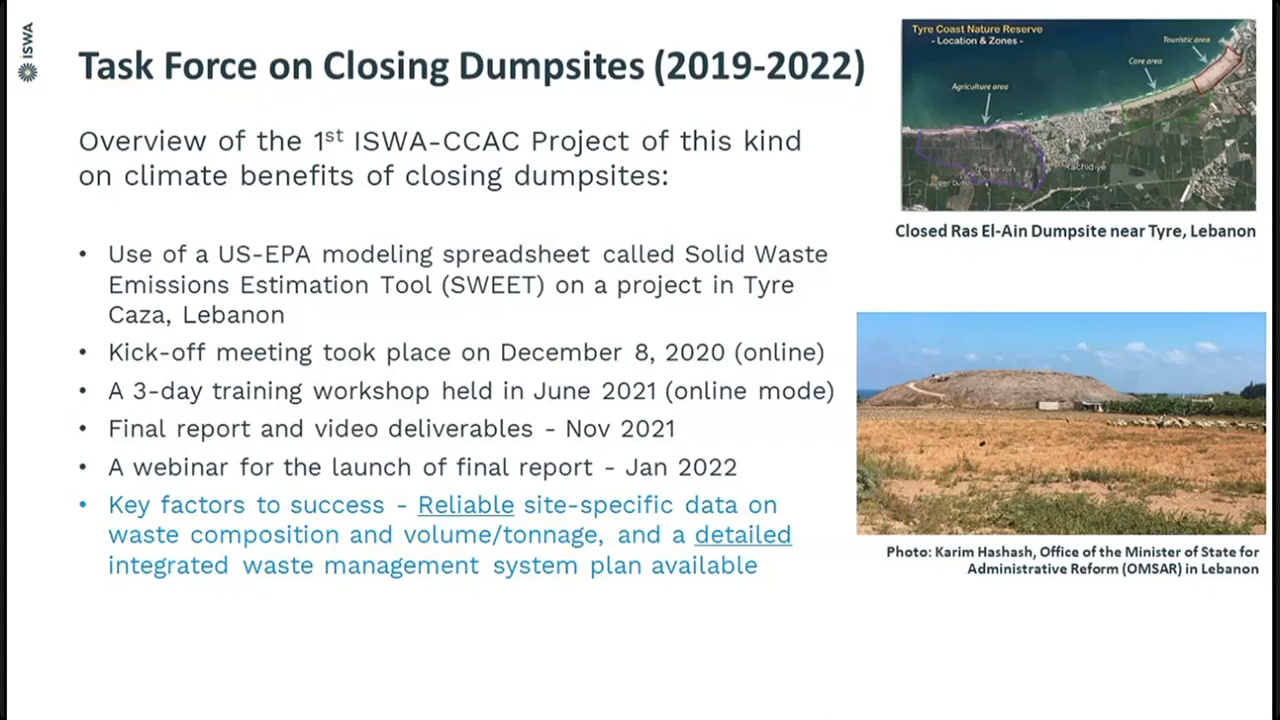 ISWA
Task Force on Closing Dumpsites (2019-2022)
Overview of the 1st ISWA-CCAC Project of this kind
on climate benefits of closing dumpsites:
• Use of a US-EPA modeling spreadsheet called Solid Waste
Emissions Estimation Tool (SWEET) on a project in Tyre
Caza, Lebanon
• Kick-off meeting took place on December 8, 2020 (online)
• A 3-day training workshop held in June 2021 (online mode)
• Final report and video deliverables - Nov 2021
• A webinar for the launch of final report - Jan 2022
• Key factors to success - Reliable site-specific data on
waste composition and volume/tonnage, and a detailed
integrated waste management system plan available
Tyre Coast Nature Reserve
- Location & Zones -
Touristic area
Core area
Agriculture area
Rachidiye
Closed Ras El-Ain Dumpsite near Tyre, Lebanon
Photo: Karim Hashash, Office of the Minister of State for
Administrative Reform (OMSAR) in Lebanon